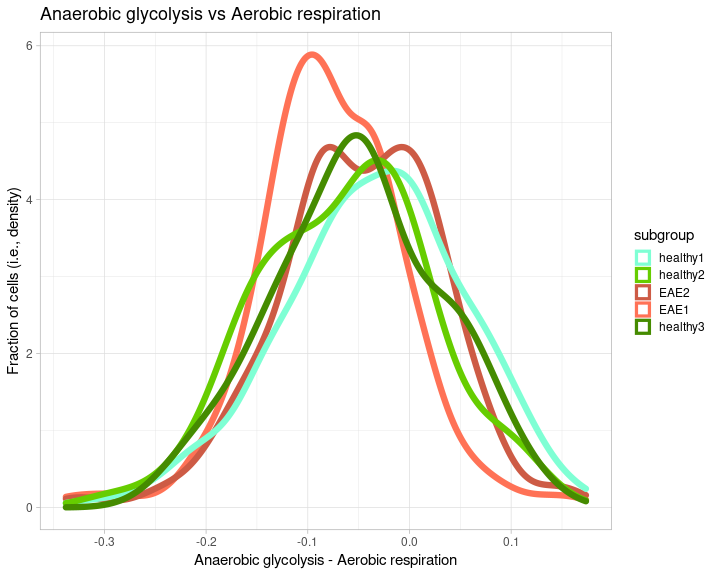 Anaerobic glycolysis vs Aerobic respiration
Fraction of cells (i.e., density)
6
4
2
0
-0.3
-0.2
-0.1
0.0
0.1
Anaerobic glycolysis - Aerobic respiration
subgroup
healthy1
healthy2
EAE2
EAE1
healthy3